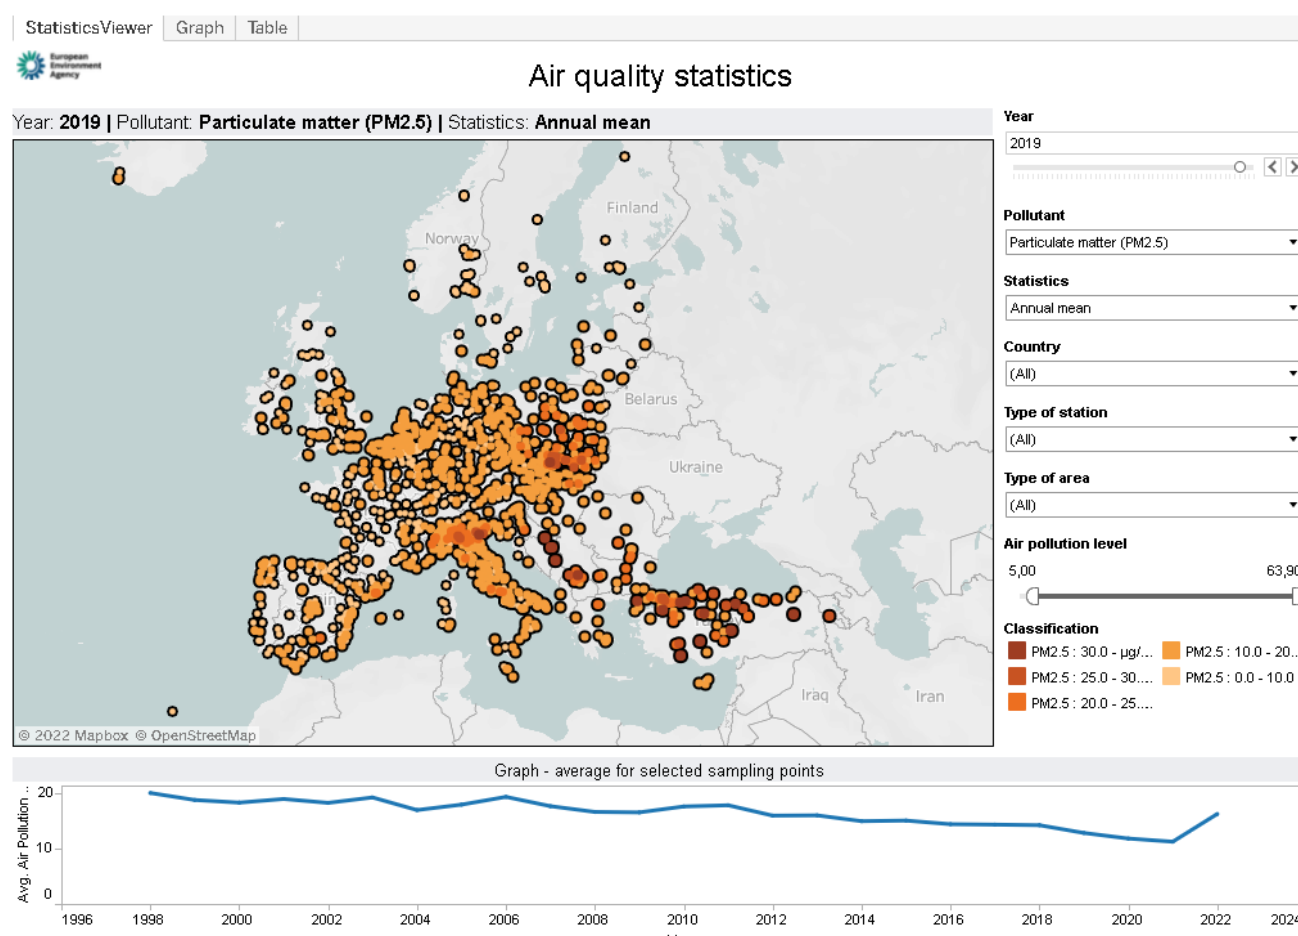 StatisticsViewer Graph Table
European
Environment
Agency
Air quality statistics
Year: 2019 | Pollutant: Particulate matter (PM2.5) | Statistics: Annual mean
Year
2019
Pollutant
Particulate matter (PM2.5)
Statistics
Annual mean
Country
(All)
Type of station
(All)
Type of area
(All)
Air pollution level
5,00 63,90
Classification
PM2.5 : 30.0 - µg/... PM2.5 : 10.0 - 20...
PM2.5 : 25.0 - 30.... PM2.5 : 0.0 - 10.0
PM2.5 : 20.0 - 25....
Finland
Norway
Belarus
Ukraine
Iraq
Iran
© 2022 Mapbox © OpenStreetMap
Graph - average for selected sampling points
Avg. Air Pollution ..
20
10
0
1996 1998 2000 2002 2004 2006 2008 2010 2012 2014 2016 2018 2020 2022 2024